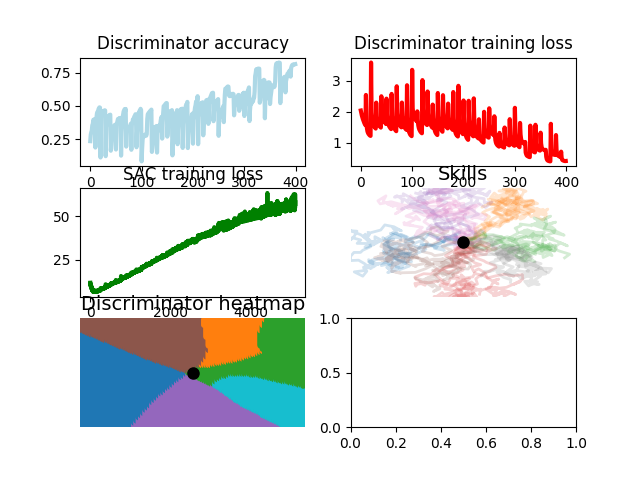 Discriminator accuracy
0.75
0.50
0.25
0 100 200 300 400
Discriminator training loss
3
2
1
0 100 200 300 400
SAC training loss
50
25
0 2000 4000
Skills
Discriminator heatmap
1.0
0.5
0.0
0.0 0.2 0.4 0.6 0.8 1.0